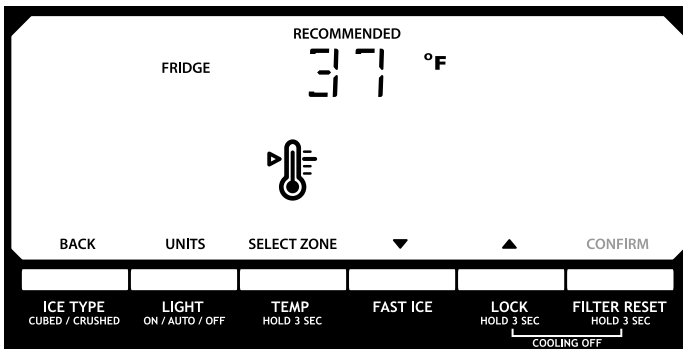 RECOMMENDED
FRIDGE 37 °F
BACK UNITS SELECT ZONE ▼ ▲ CONFIRM
ICE TYPE LIGHT TEMP FAST ICE LOCK FILTER RESET
CUBED / CRUSHED ON / AUTO / OFF HOLD 3 SEC HOLD 3 SEC HOLD 3 SEC
COOLING OFF